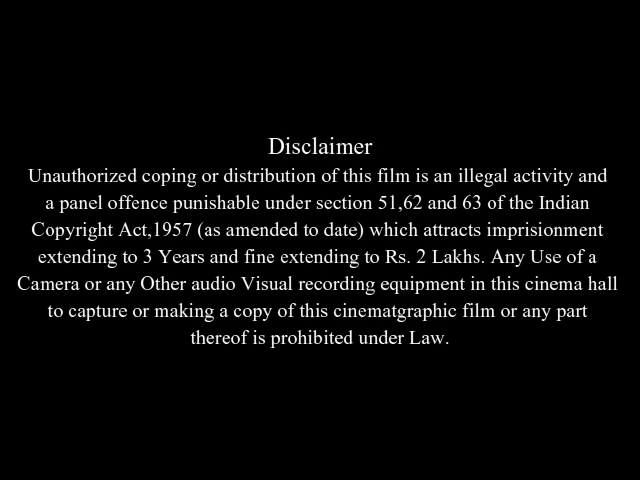 Disclaimer
Unauthorized coping or distribution of this film is an illegal activity and
a panel offence punishable under section 51,62 and 63 of the Indian
Copyright Act,1957 (as amended to date) which attracts imprisionment
extending to 3 Years and fine extending to Rs. 2 Lakhs. Any Use of a
Camera or any Other audio Visual recording equipment in this cinema hall
to capture or making a copy of this cinematgraphic film or any part
thereof is prohibited under Law.